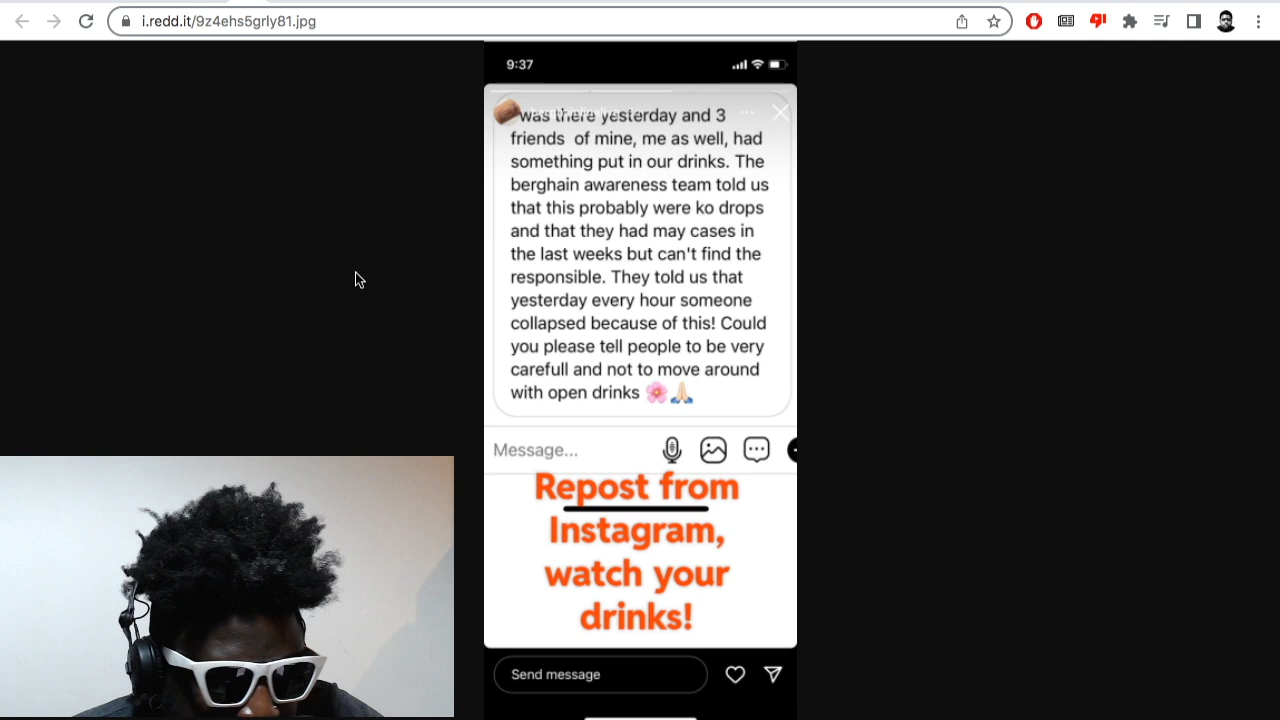 i.redd.it/9z4ehs5grly81.jpg
9:37
was there yesterday and 3
friends of mine, me as well, had
something put in our drinks. The
berghain awareness team told us
that this probably were ko drops
and that they had may cases in
the last weeks but can't find the
responsible. They told us that
yesterday every hour someone
collapsed because of this! Could
you please tell people to be very
carefull and not to move around
with open drinks 🌸🙏🏻
Message...
Repost from
Instagram,
watch your
drinks!
Send message